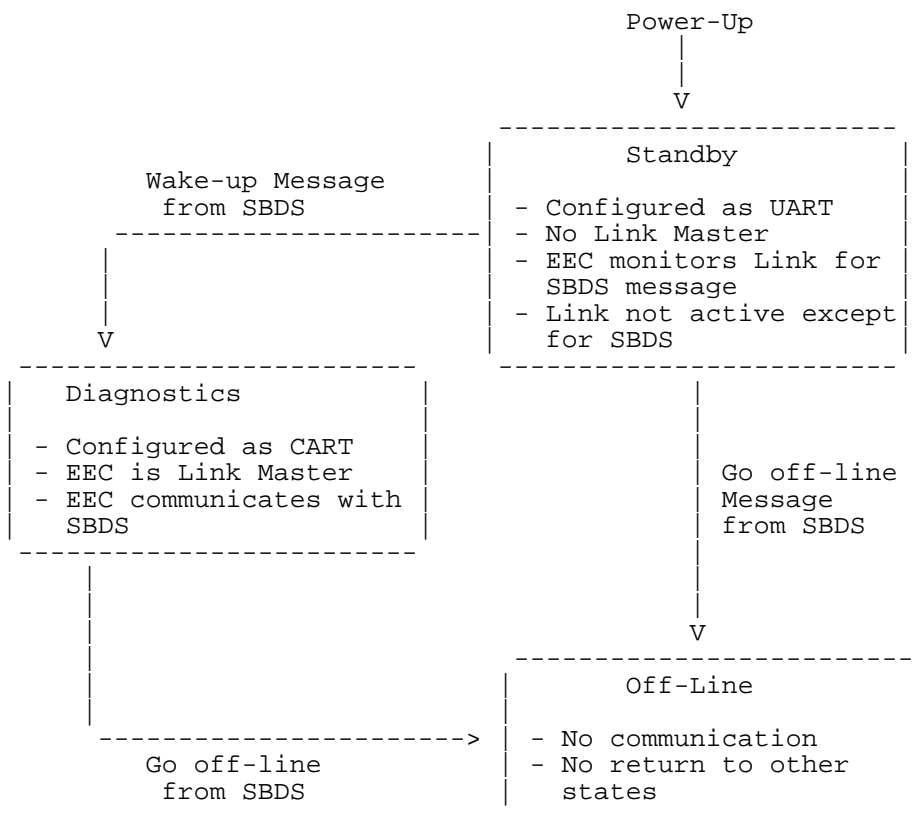 Power-Up
Standby
- Configured as UART
- No Link Master
- EEC monitors Link for
SBDS message
- Link not active except
for SBDS
Wake-up Message
from SBDS
Diagnostics
- Configured as CART
- EEC is Link Master
- EEC communicates with
SBDS
Go off-line
Message
from SBDS
Off-Line
- No communication
- No return to other
states
Go off-line
from SBDS